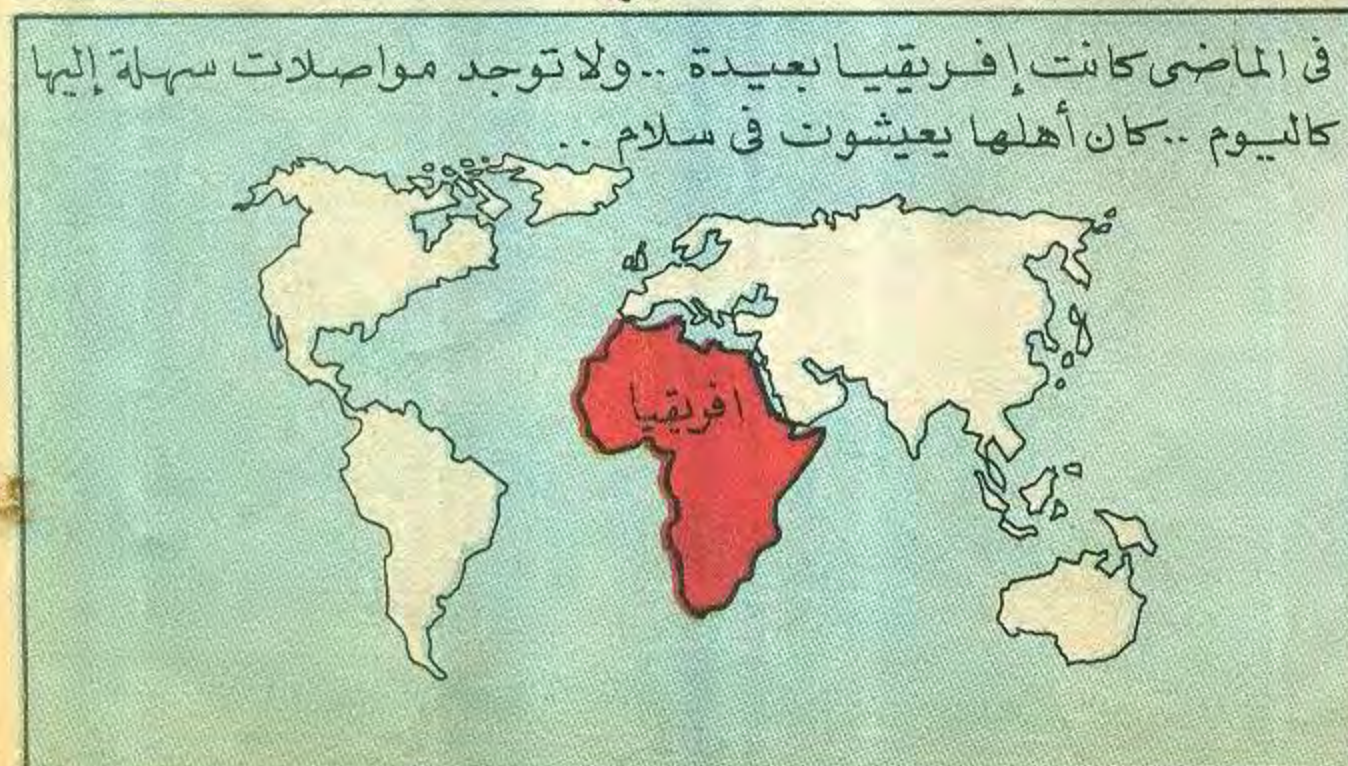 فى الماضى كانت إفريقيا بعيدة .. ولا توجد مواصلات سهلة إليها
كاليوم .. كان أهلها يعيشون فى سلام ..
افريقيا